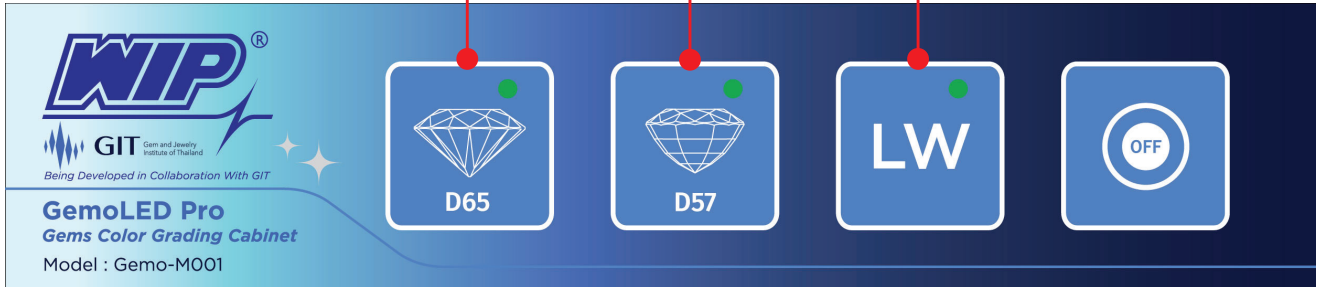 WIP®
GIT Gem and Jewelry
Institute of Thailand
Being Developed in Collaboration With GIT
GemoLED Pro
Gems Color Grading Cabinet
Model : Gemo-M001
D65
D57
LW
OFF